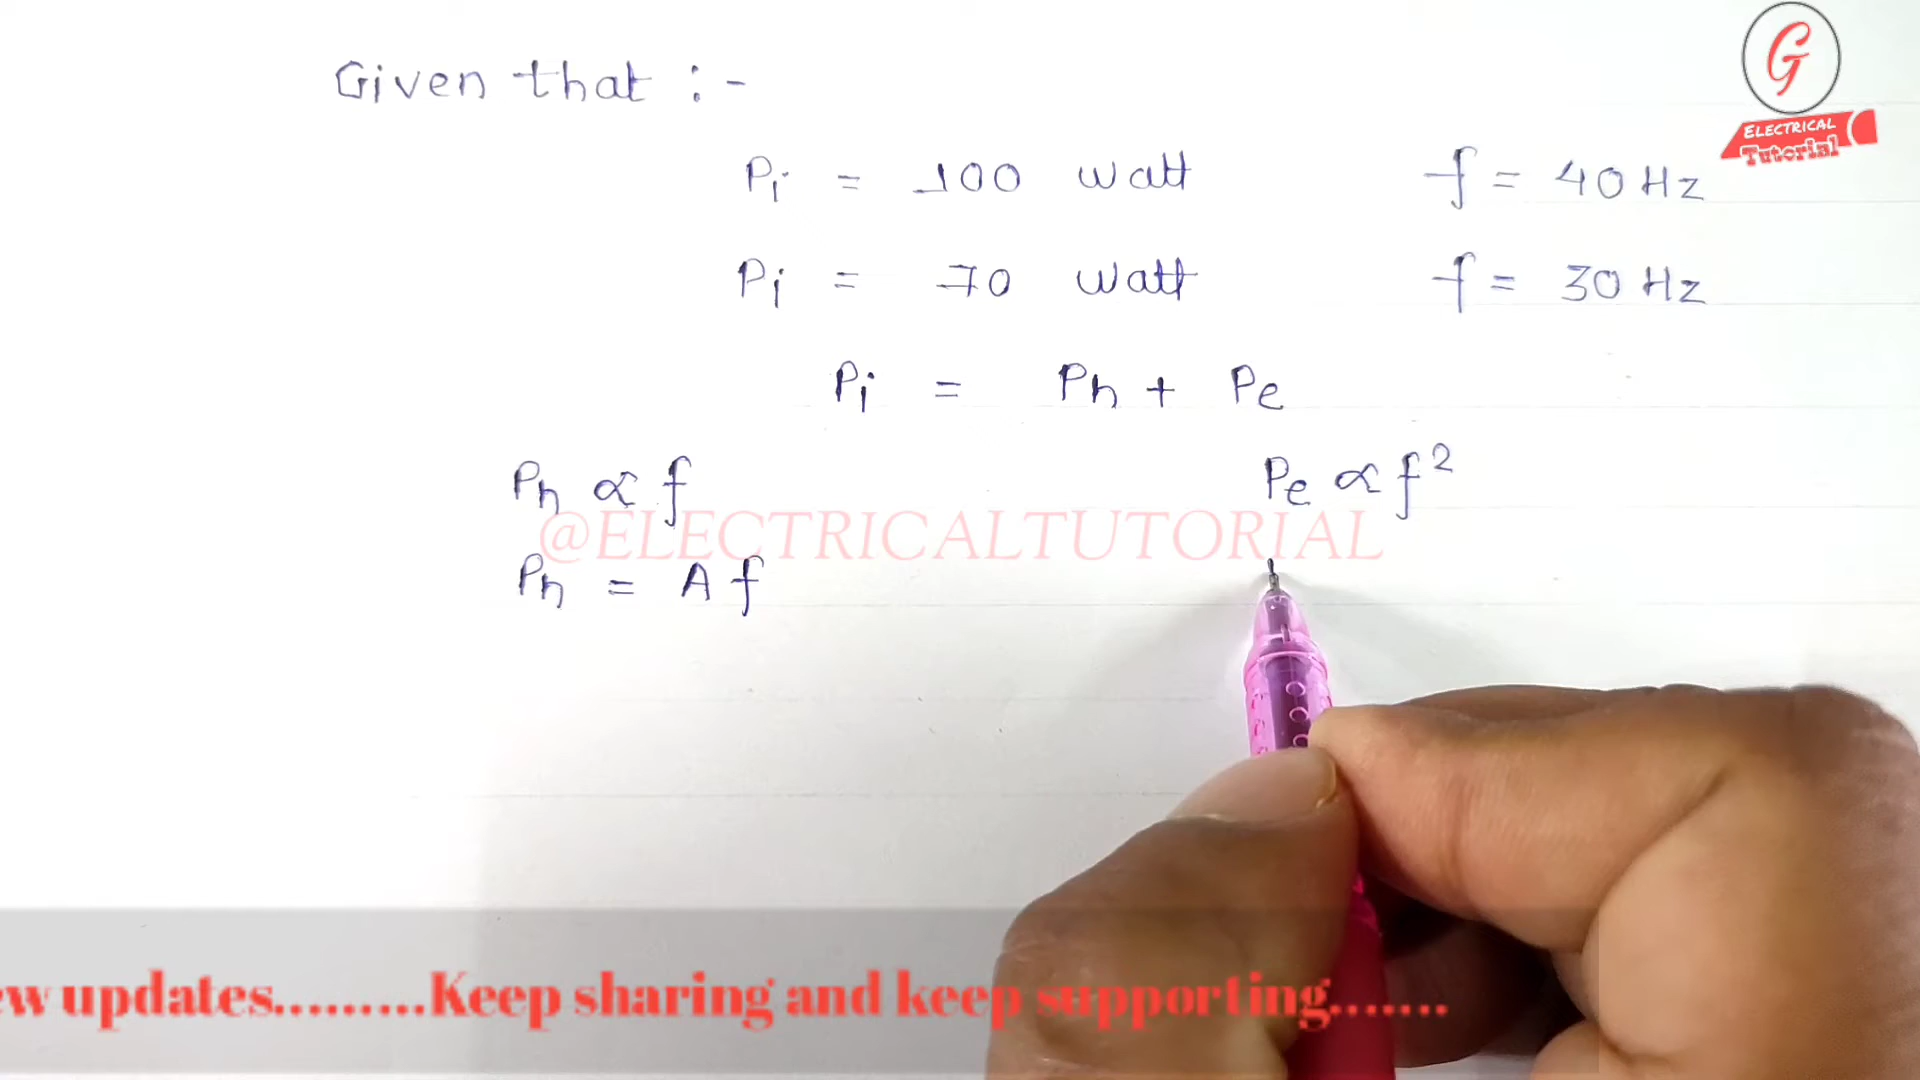 G
ELECTRICAL
Tutorial
Given that :-
Pi = 100 watt f = 40 Hz
Pi = 70 watt f = 30 Hz
Pi = Ph + Pe
Ph ∝ f Pe ∝ f²
@ELECTRICALTUTORIAL
Ph = A f
updates.........Keep sharing and keep supporting.......